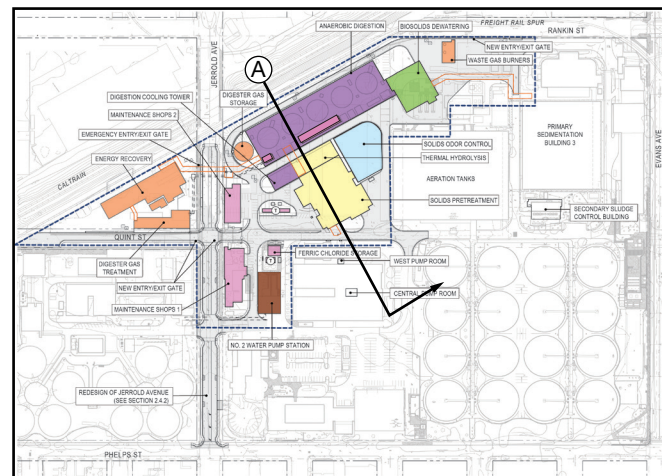 FREIGHT RAIL SPUR
RANKIN ST
ANAEROBIC DIGESTION
BIOSOLIDS DEWATERING
NEW ENTRY/EXIT GATE
WASTE GAS BURNERS
JERROLD AVE
A
DIGESTER GAS
STORAGE
DIGESTION COOLING TOWER
MAINTENANCE SHOPS 2
EMERGENCY ENTRY/EXIT GATE
ENERGY RECOVERY
CALTRAIN
PRIMARY
SEDIMENTATION
BUILDING 3
EVANS AVE
SOLIDS ODOR CONTROL
THERMAL HYDROLYSIS
AERATION TANKS
SOLIDS PRETREATMENT
SECONDARY SLUDGE
CONTROL BUILDING
QUINT ST
DIGESTER GAS
TREATMENT
FERRIC CHLORIDE STORAGE
WEST PUMP ROOM
NEW ENTRY/EXIT GATE
CENTRAL PUMP ROOM
MAINTENANCE SHOPS 1
NO. 2 WATER PUMP STATION
REDESIGN OF JERROLD AVENUE
(SEE SECTION 2.4.2)
PHELPS ST